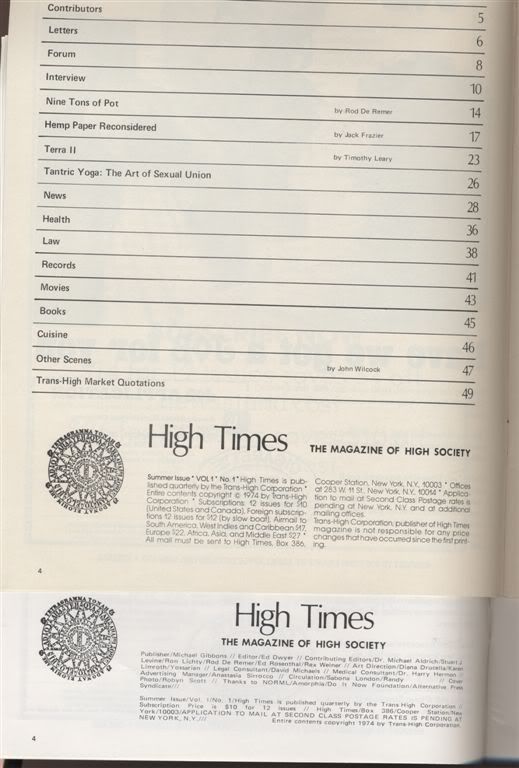 Contributors 5
Letters 6
Forum 8
Interview 10
Nine Tons of Pot by Rod De Remer 14
Hemp Paper Reconsidered by Jack Frazier 17
Terra II by Timothy Leary 23
Tantric Yoga: The Art of Sexual Union 26
News 28
Health 36
Law 38
Records 41
Movies 43
Books 45
Cuisine 46
Other Scenes by John Wilcock 47
Trans-High Market Quotations 49
High Times THE MAGAZINE OF HIGH SOCIETY
Summer Issue * VOL 1 * No. 1 * High Times is pub-
lished quarterly by the Trans-High Corporation *
Entire contents copyright © 1974 by Trans-High
Corporation * Subscriptions: 12 issues for $10
(United States and Canada). Foreign subscrip-
tions 12 issues for $12 (by slow boat). Airmail to
South America, West Indies and Caribbean $17,
Europe $22, Africa, Asia, and Middle East $27 *
All mail must be sent to High Times, Box 386,
Cooper Station, New York, N.Y. 10003 * Offices
at 283 W. 11 St., New York, N.Y. 10014 * Applica-
tion to mail at Second Class Postage rates is
pending at New York, N.Y. and at additional
mailing offices.
Trans-High Corporation, publisher of High Times
magazine is not responsible for any price
changes that have occurred since the first print-
ing.
4
High Times
THE MAGAZINE OF HIGH SOCIETY
Publisher/Michael Gibbons // Editor/Ed Dwyer // Contributing Editors/Dr. Michael Aldrich/Stuart J.
Levine/Ron Lichty/Rod De Remer/Ed Rosenthal/Rex Weiner // Art Direction/Diana Drucella/Karen
Limroth/Yossarian // Legal Consultant/David Michaels // Medical Consultant/Dr. Harry Hermon //
Advertising Manager/Anastasia Sirrocco // Circulation/Sabona London/Randy // Cover
Photo/Robyn Scott // Thanks to NORML/Amorphia/Do It Now Foundation/Alternative Press
Syndicate///
Summer Issue/Vol. 1/No. 1/High Times is published quarterly by the Trans-High Corporation //
Subscription Price is $10 for 12 issues // High Times/Box 386/Cooper Station/New
York/10003/APPLICATION TO MAIL AT SECOND CLASS POSTAGE RATES IS PENDING AT
NEW YORK, N.Y./// Entire contents copyright 1974 by Trans-High Corporation.
4